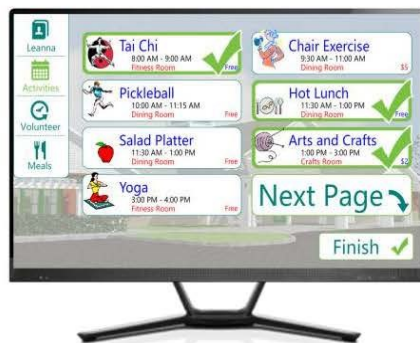 Leanna
Activities
Volunteer
Meals
Tai Chi
8:00 AM - 9:00 AM
Fitness Room
Free
Chair Exercise
9:30 AM - 11:00 AM
Dining Room
$5
Pickleball
10:00 AM - 11:15 AM
Dining Room
Free
Hot Lunch
11:30 AM - 1:00 PM
Dining Room
Free
Salad Platter
11:30 AM - 1:00 PM
Dining Room
Free
Arts and Crafts
1:00 PM - 3:00 PM
Crafts Room
$2
Yoga
3:00 PM - 4:00 PM
Fitness Room
Free
Next Page
Finish